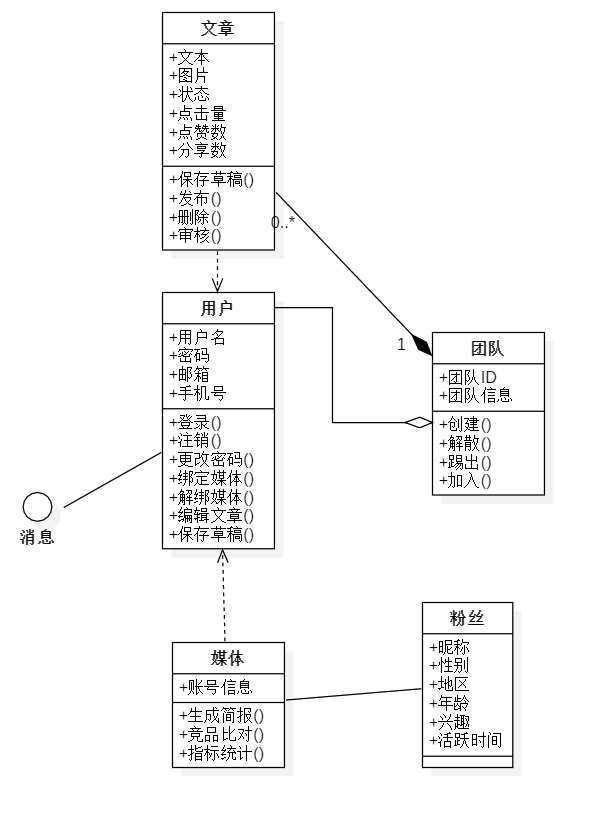 文章
+文本
+图片
+状态
+点击量
+点赞数
+分享数
+保存草稿()
+发布()
+删除()
+审核()
0..*
1
用户
+用户名
+密码
+邮箱
+手机号
+登录()
+注销()
+更改密码()
+绑定媒体()
+解绑媒体()
+编辑文章()
+保存草稿()
团队
+团队ID
+团队信息
+创建()
+解散()
+踢出()
+加入()
消息
媒体
+账号信息
+生成简报()
+竞品比对()
+指标统计()
粉丝
+昵称
+性别
+地区
+年龄
+兴趣
+活跃时间